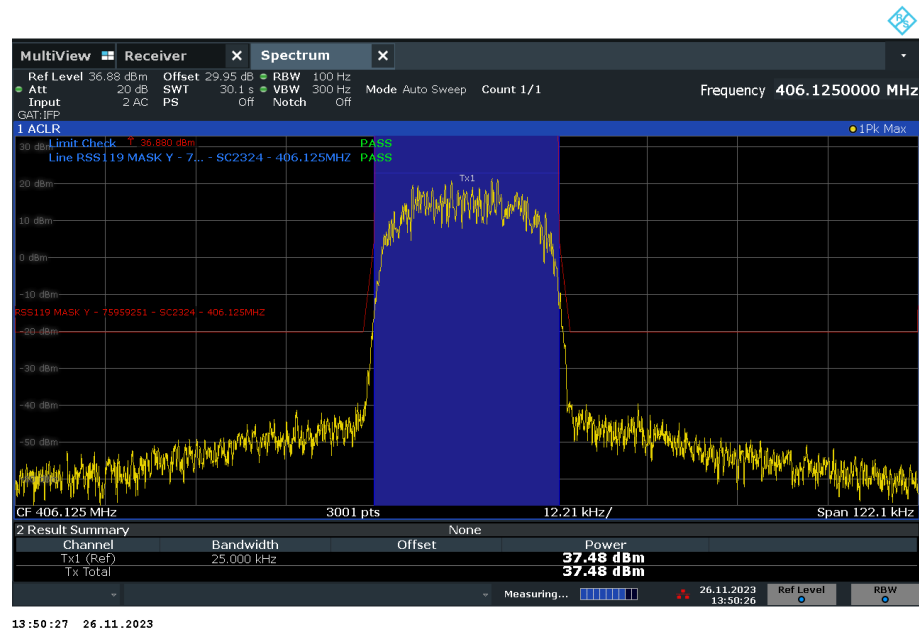 R&S
MultiView Receiver X Spectrum X
Ref Level 36.88 dBm Offset 29.95 dB RBW 100 Hz
Att 20 dB SWT 30.1 s VBW 300 Hz Mode Auto Sweep Count 1/1 Frequency 406.1250000 MHz
Input 2 AC PS Off Notch Off
GAT:IFP
1 ACLR 1Pk Max
30 dBm Limit Check 36.880 dBm PASS
Line RSS119 MASK Y - 7... - SC2324 - 406.125MHZ PASS
Tx1
20 dBm
10 dBm
0 dBm
-10 dBm
RSS119 MASK Y - 75959251 - SC2324 - 406.125MHZ
-20 dBm
-30 dBm
-40 dBm
-50 dBm
CF 406.125 MHz 3001 pts 12.21 kHz/ Span 122.1 kHz
2 Result Summary None
Channel Bandwidth Offset Power
Tx1 (Ref) 25.000 kHz 37.48 dBm
Tx Total 37.48 dBm
Measuring... 26.11.2023 Ref Level RBW
13:50:26
13:50:27 26.11.2023